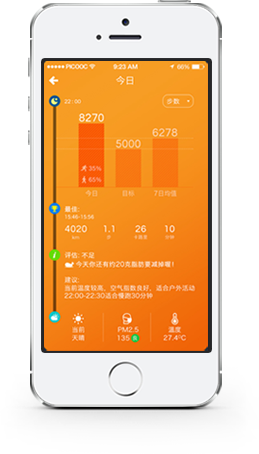 PICOOC 9:23 AM 66%
今日
22:00
步数
8270
5000
6278
35%
65%
今日 目标 7日均值
最佳:
15:46-15:56
4020 1.1 26 10
分钟
评估: 不足
今天你还有约20克脂肪要减掉喔!
建议:
当前温度较高、空气指数良好、适合户外活动
22:00-22:30适合慢跑30分钟
当前 PM2.5 温度
天晴 135 27.4°C